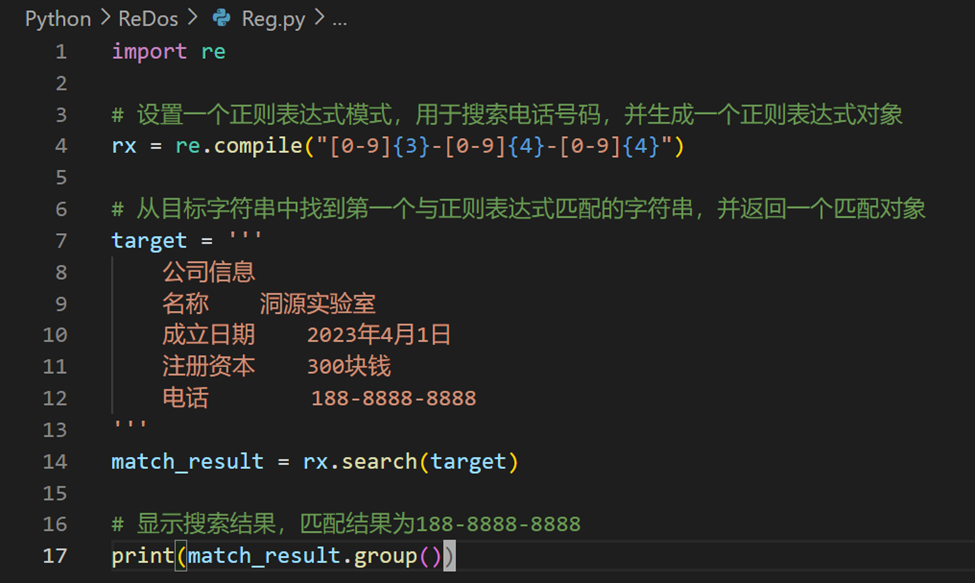 Python > ReDos > Reg.py > ...
1 import re
2
3 # 设置一个正则表达式模式，用于搜索电话号码，并生成一个正则表达式对象
4 rx = re.compile("[0-9]{3}-[0-9]{4}-[0-9]{4}")
5
6 # 从目标字符串中找到第一个与正则表达式匹配的字符串，并返回一个匹配对象
7 target = '''
8     公司信息
9     名称    洞源实验室
10     成立日期    2023年4月1日
11     注册资本    300块钱
12     电话        188-8888-8888
13 '''
14 match_result = rx.search(target)
15
16 # 显示搜索结果，匹配结果为188-8888-8888
17 print(match_result.group())